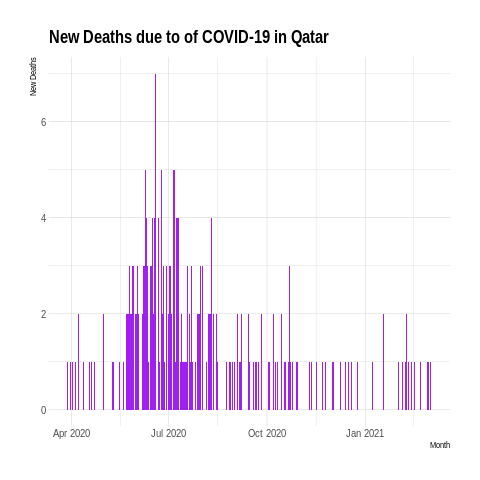 New Deaths due to of COVID-19 in Qatar
New Deaths
6
4
2
0
Apr 2020 Jul 2020 Oct 2020 Jan 2021
Month